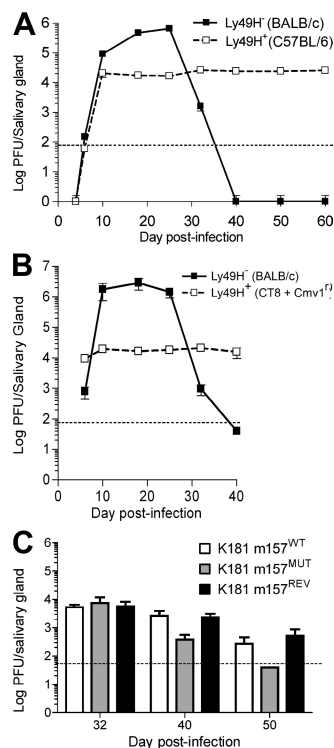 A
Ly49H⁻ (BALB/c)
Ly49H⁺ (C57BL/6)
Log PFU/Salivary gland
6
5
4
3
2
1
0
0 10 20 30 40 50 60
Day post-infection
B
Ly49H⁻ (BALB/c)
Ly49H⁺ (CT8 + Cmv1ʳ)
Log PFU/Salivary Gland
7
6
5
4
3
2
1
0
0 10 20 30 40
Day post-infection
C
K181 m157ᵂᵀ
K181 m157ᴹᵁᵀ
K181 m157ᴿᴱⱽ
Log PFU/salivary gland
6
5
4
3
2
1
0
32 40 50
Day post-infection